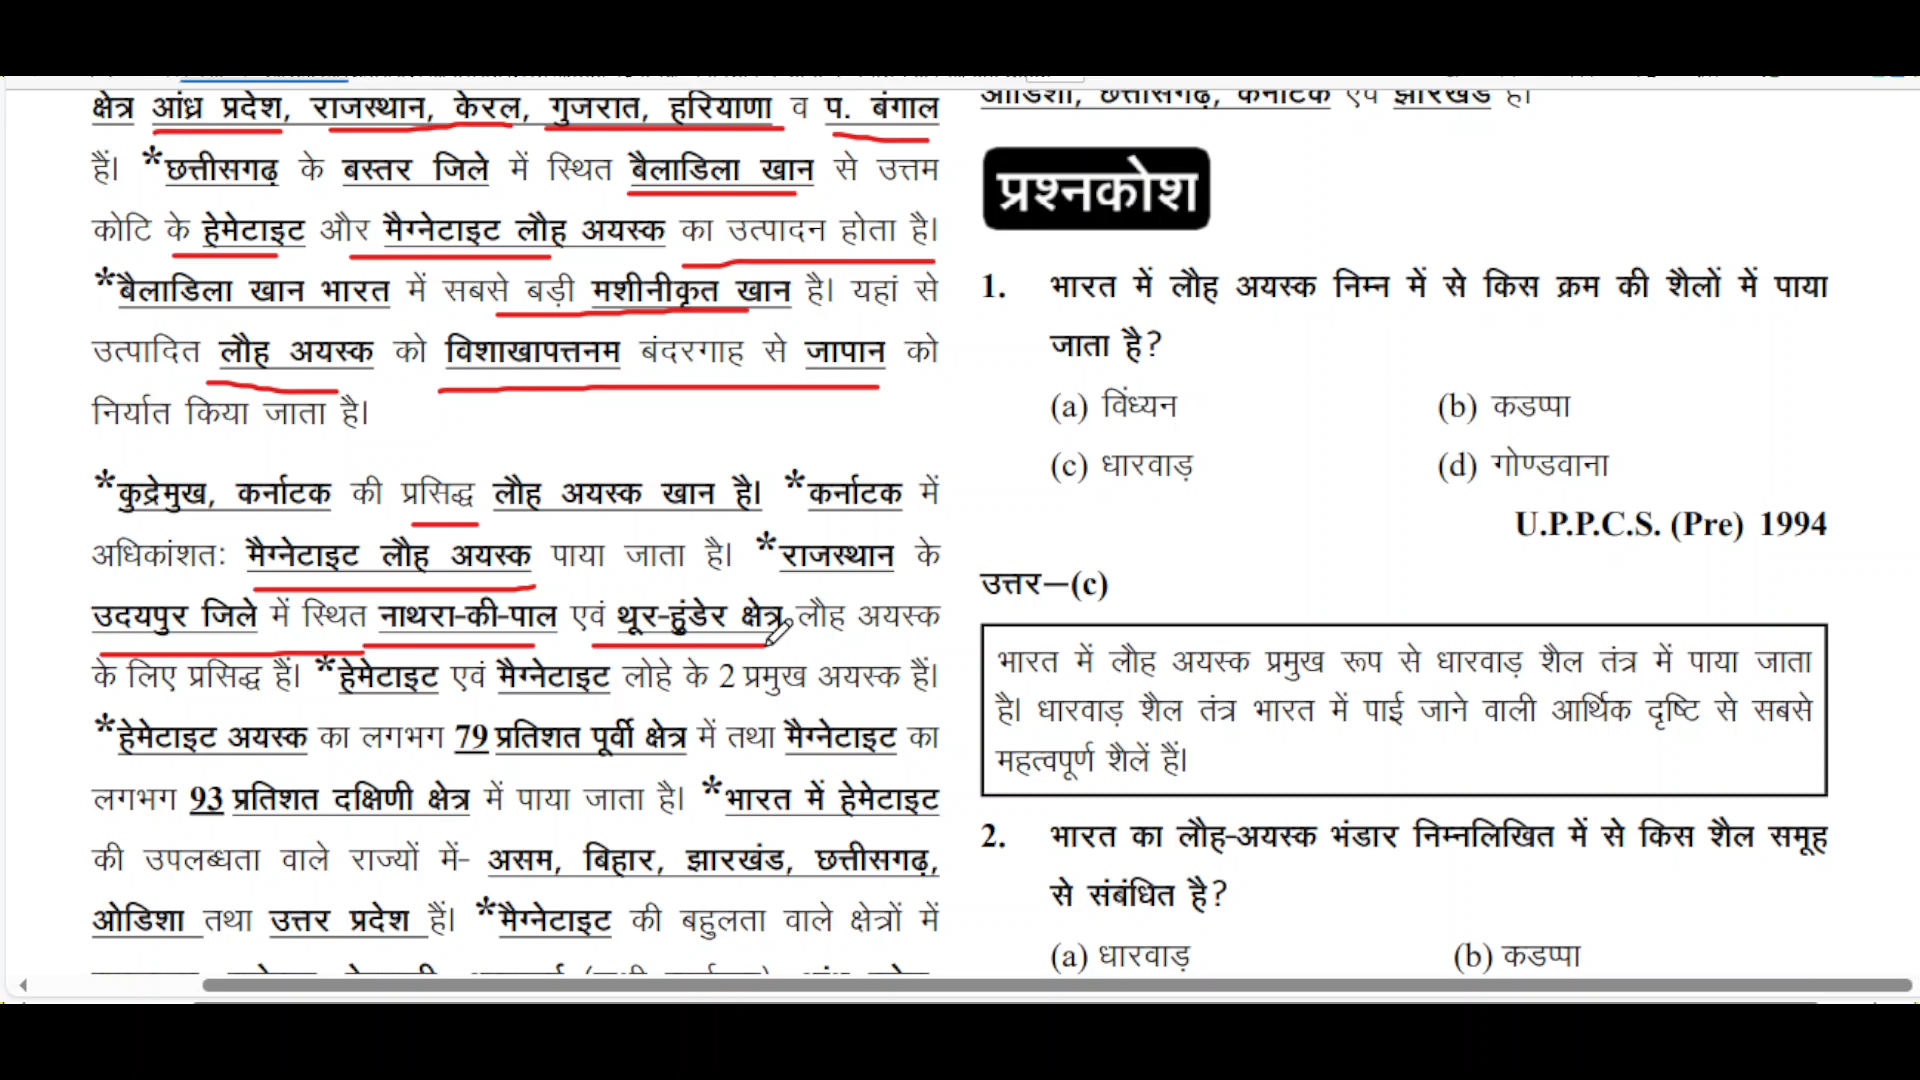 क्षेत्र आंध्र प्रदेश, राजस्थान, केरल, गुजरात, हरियाणा व प. बंगाल
हैं। *छत्तीसगढ़ के बस्तर जिले में स्थित बैलाडिला खान से उत्तम
कोटि के हेमेटाइट और मैग्नेटाइट लौह अयस्क का उत्पादन होता है।
*बैलाडिला खान भारत में सबसे बड़ी मशीनीकृत खान है। यहां से
उत्पादित लौह अयस्क को विशाखापत्तनम बंदरगाह से जापान को
निर्यात किया जाता है।
*कुद्रेमुख, कर्नाटक की प्रसिद्ध लौह अयस्क खान है। *कर्नाटक में
अधिकांशतः मैग्नेटाइट लौह अयस्क पाया जाता है। *राजस्थान के
उदयपुर जिले में स्थित नाथरा-की-पाल एवं थूर-हुंडेर क्षेत्र लौह अयस्क
के लिए प्रसिद्ध हैं। *हेमेटाइट एवं मैग्नेटाइट लोहे के 2 प्रमुख अयस्क हैं।
*हेमेटाइट अयस्क का लगभग 79 प्रतिशत पूर्वी क्षेत्र में तथा मैग्नेटाइट का
लगभग 93 प्रतिशत दक्षिणी क्षेत्र में पाया जाता है। *भारत में हेमेटाइट
की उपलब्धता वाले राज्यों में- असम, बिहार, झारखंड, छत्तीसगढ़,
ओडिशा तथा उत्तर प्रदेश हैं। *मैग्नेटाइट की बहुलता वाले क्षेत्रों में
ओडिशा, छत्तीसगढ़, कर्नाटक एवं झारखंड हैं।
प्रश्नकोश
1. भारत में लौह अयस्क निम्न में से किस क्रम की शैलों में पाया
जाता है?
(a) विंध्यन (b) कडप्पा
(c) धारवाड़ (d) गोण्डवाना
U.P.P.C.S. (Pre) 1994
उत्तर–(c)
भारत में लौह अयस्क प्रमुख रूप से धारवाड़ शैल तंत्र में पाया जाता
है। धारवाड़ शैल तंत्र भारत में पाई जाने वाली आर्थिक दृष्टि से सबसे
महत्वपूर्ण शैलें हैं।
2. भारत का लौह-अयस्क भंडार निम्नलिखित में से किस शैल समूह
से संबंधित है?
(a) धारवाड़ (b) कडप्पा